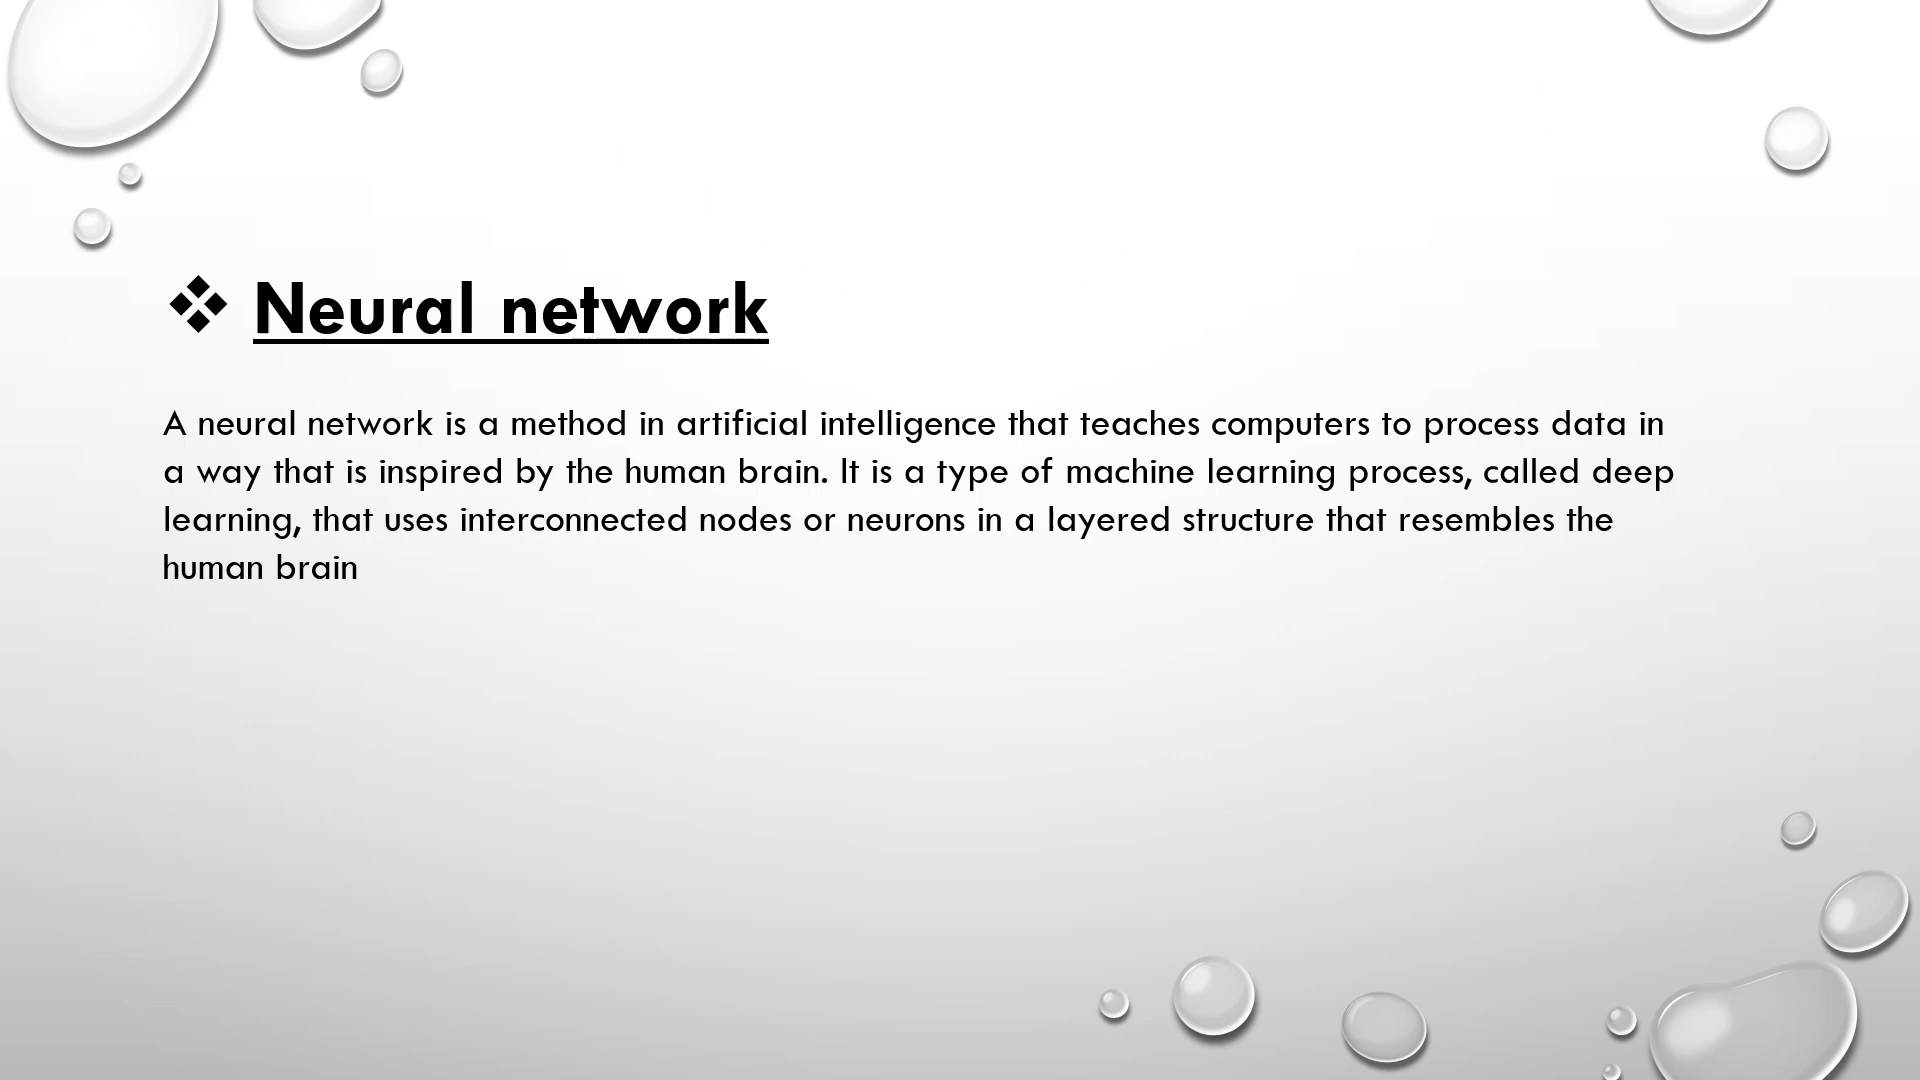 ❖ Neural network
A neural network is a method in artificial intelligence that teaches computers to process data in
a way that is inspired by the human brain. It is a type of machine learning process, called deep
learning, that uses interconnected nodes or neurons in a layered structure that resembles the
human brain